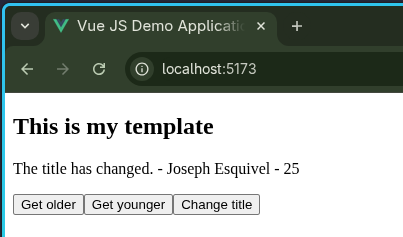 Vue JS Demo Applicati
localhost:5173
This is my template
The title has changed. - Joseph Esquivel - 25
Get older Get younger Change title